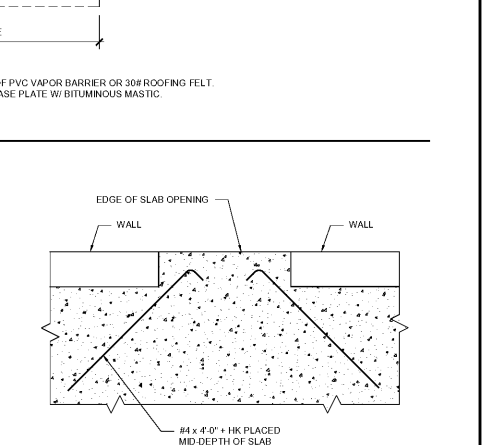 OF PVC VAPOR BARRIER OR 30# ROOFING FELT.
BASE PLATE W/ BITUMINOUS MASTIC.
EDGE OF SLAB OPENING
WALL
WALL
#4 x 4'-0" + HK PLACED
MID-DEPTH OF SLAB